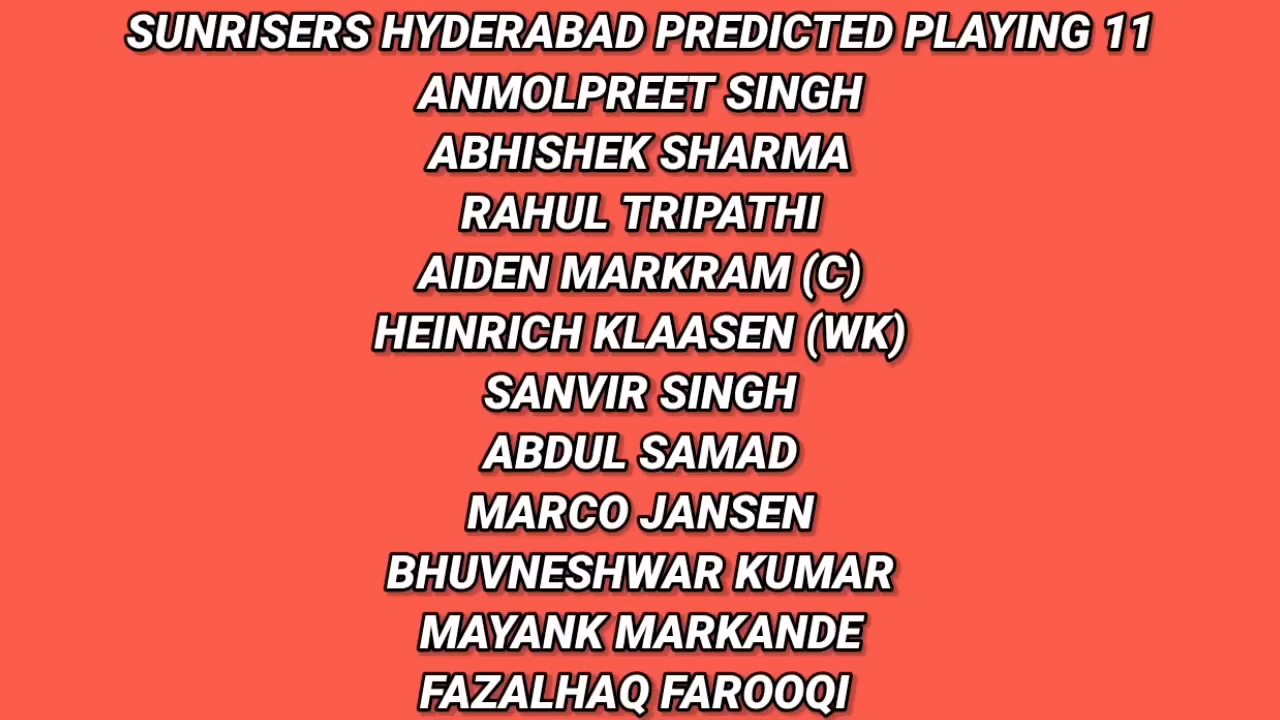 SUNRISERS HYDERABAD PREDICTED PLAYING 11
ANMOLPREET SINGH
ABHISHEK SHARMA
RAHUL TRIPATHI
AIDEN MARKRAM (C)
HEINRICH KLAASEN (WK)
SANVIR SINGH
ABDUL SAMAD
MARCO JANSEN
BHUVNESHWAR KUMAR
MAYANK MARKANDE
FAZALHAQ FAROOQI